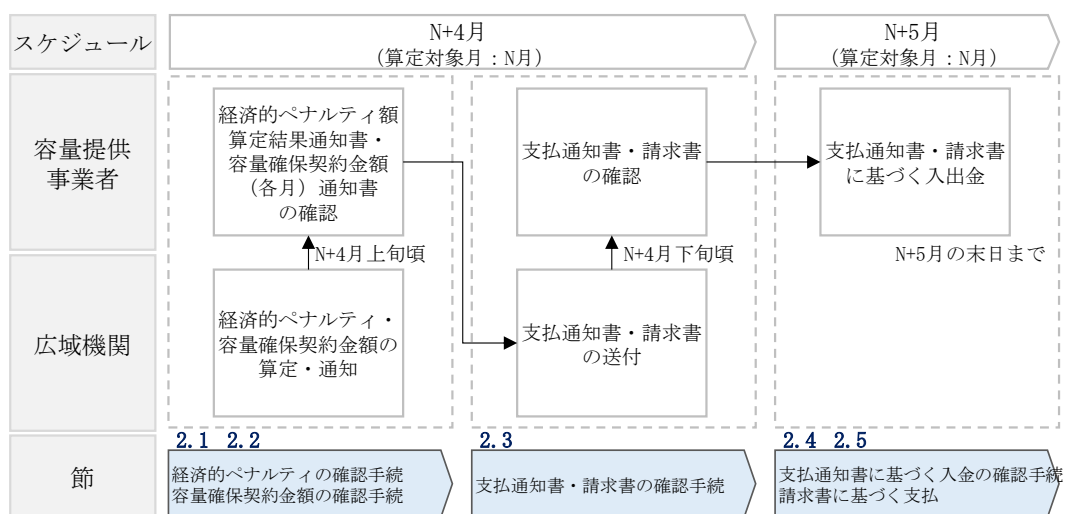 スケジュール
N+4月
（算定対象月：N月）
N+5月
（算定対象月：N月）
容量提供
事業者
経済的ペナルティ額
算定結果通知書・
容量確保契約金額
（各月）通知書
の確認
支払通知書・請求書
の確認
支払通知書・請求書
に基づく入出金
N+4月上旬頃
N+4月下旬頃
N+5月の末日まで
広域機関
経済的ペナルティ・
容量確保契約金額の
算定・通知
支払通知書・請求書
の送付
節
2.1 2.2
経済的ペナルティの確認手続
容量確保契約金額の確認手続
2.3
支払通知書・請求書の確認手続
2.4 2.5
支払通知書に基づく入金の確認手続
請求書に基づく支払